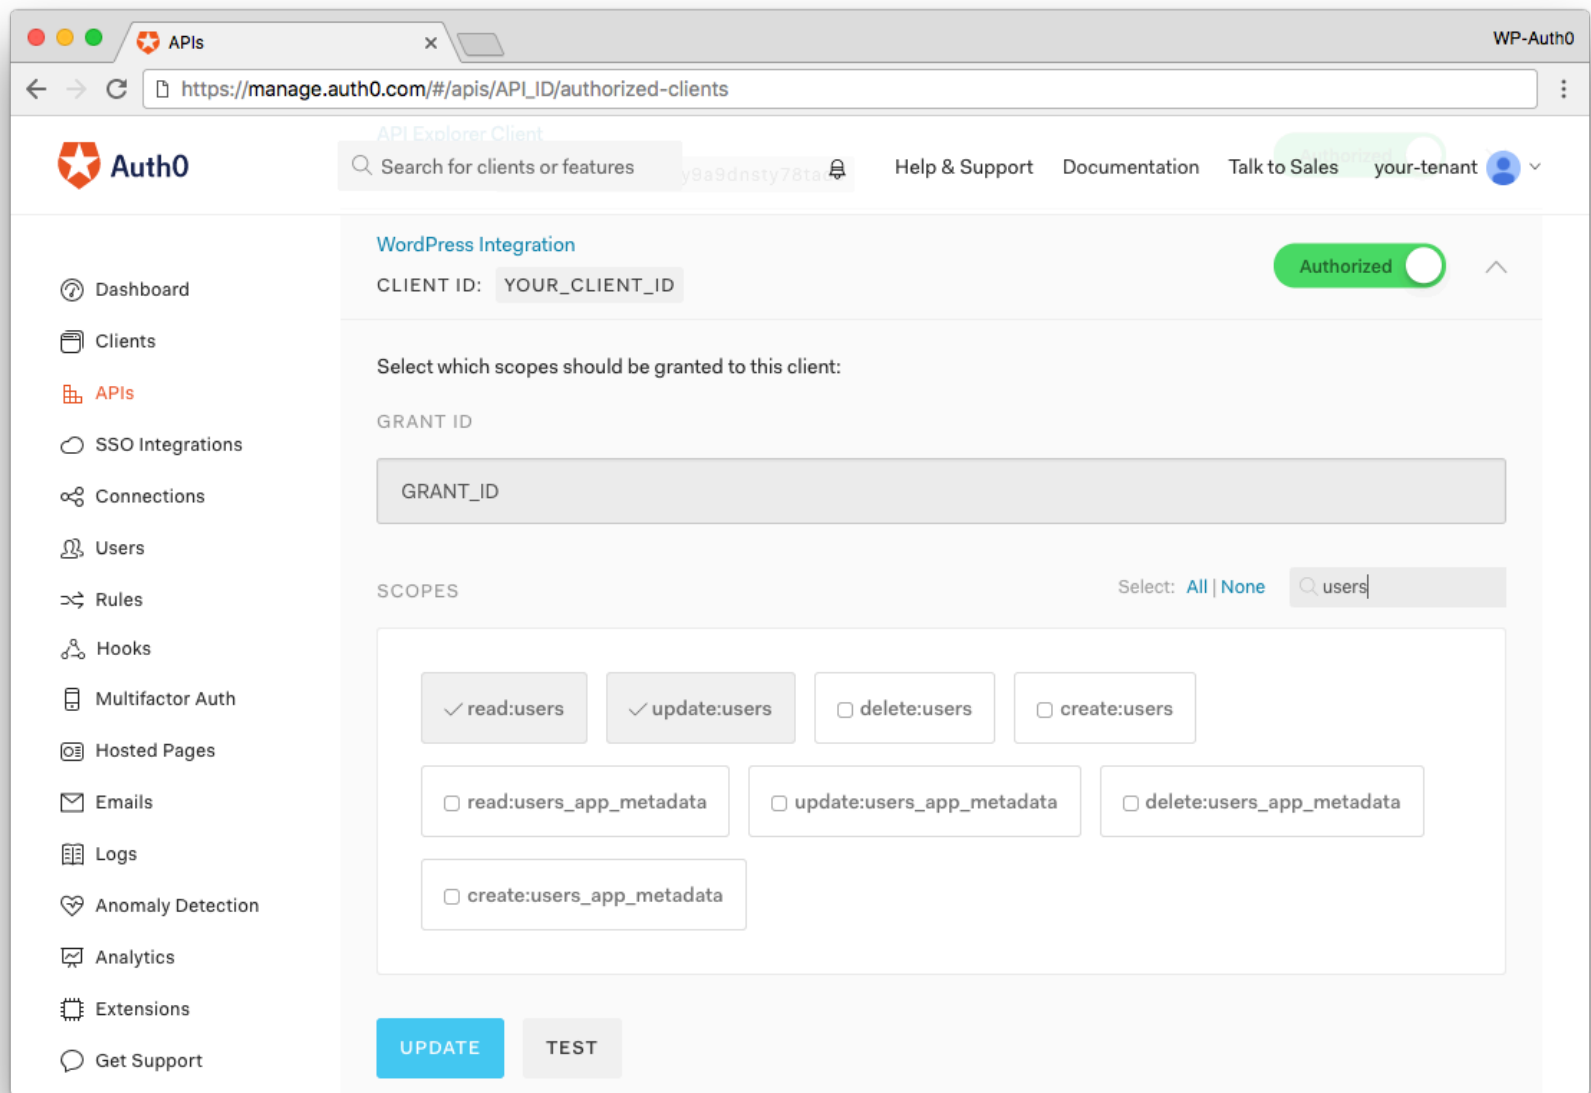 APIs
WP-Auth0
https://manage.auth0.com/#/apis/API_ID/authorized-clients
API Explorer Client
Auth0
Search for clients or features
Help & Support
Documentation
Talk to Sales
your-tenant
Authorized
WordPress Integration
CLIENT ID: YOUR_CLIENT_ID
Authorized
Dashboard
Clients
APIs
SSO Integrations
Connections
Users
Rules
Hooks
Multifactor Auth
Hosted Pages
Emails
Logs
Anomaly Detection
Analytics
Extensions
Get Support
Select which scopes should be granted to this client:
GRANT ID
GRANT_ID
SCOPES
Select: All | None
users
read:users
update:users
delete:users
create:users
read:users_app_metadata
update:users_app_metadata
delete:users_app_metadata
create:users_app_metadata
UPDATE
TEST